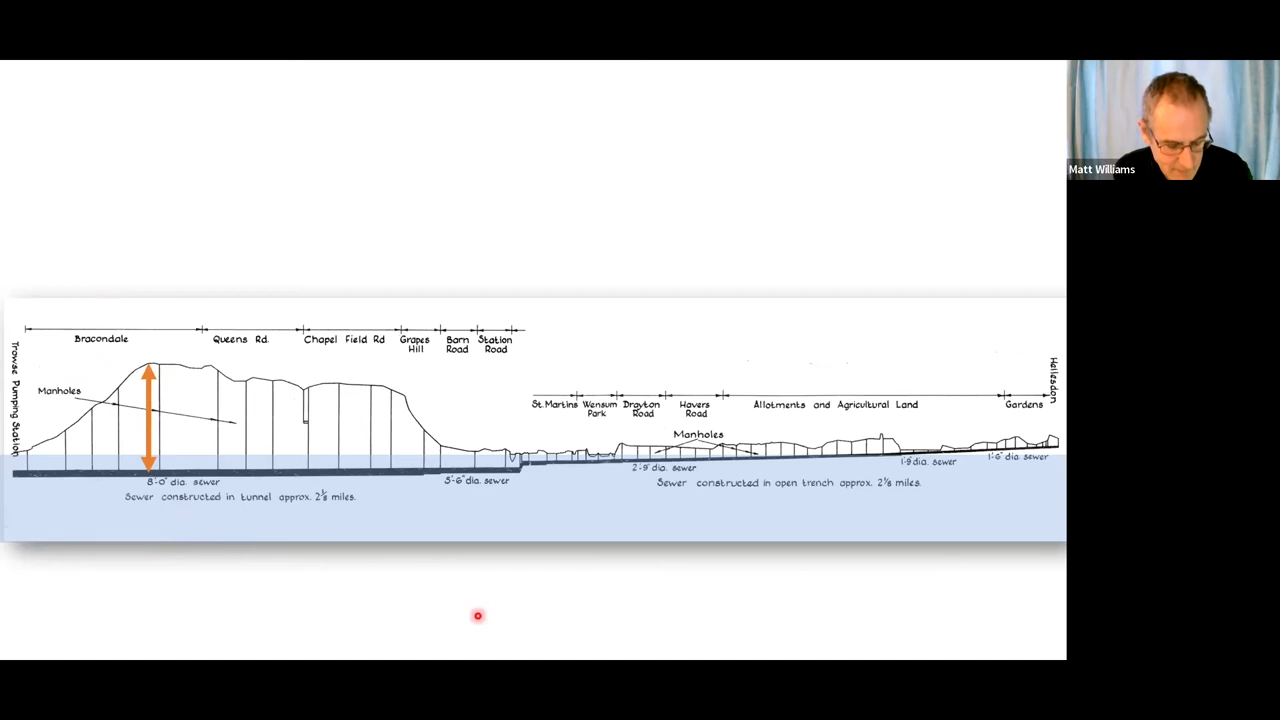 Matt Williams
Bracondale
Queens Rd.
Chapel Field Rd
Grapes
Hill
Barn
Road
Station
Road
Trowse Pumping Station
Manholes
8'-0" dia. sewer
5'-6" dia. sewer
Sewer constructed in tunnel approx. 2⅛ miles.
St. Martins
Wensum
Park
Drayton
Road
Havers
Road
Allotments and Agricultural Land
Gardens
Hellesdon
Manholes
2'-9" dia. sewer
1'-9" dia. sewer
1'-6" dia. sewer
Sewer constructed in open trench approx. 2⅛ miles.